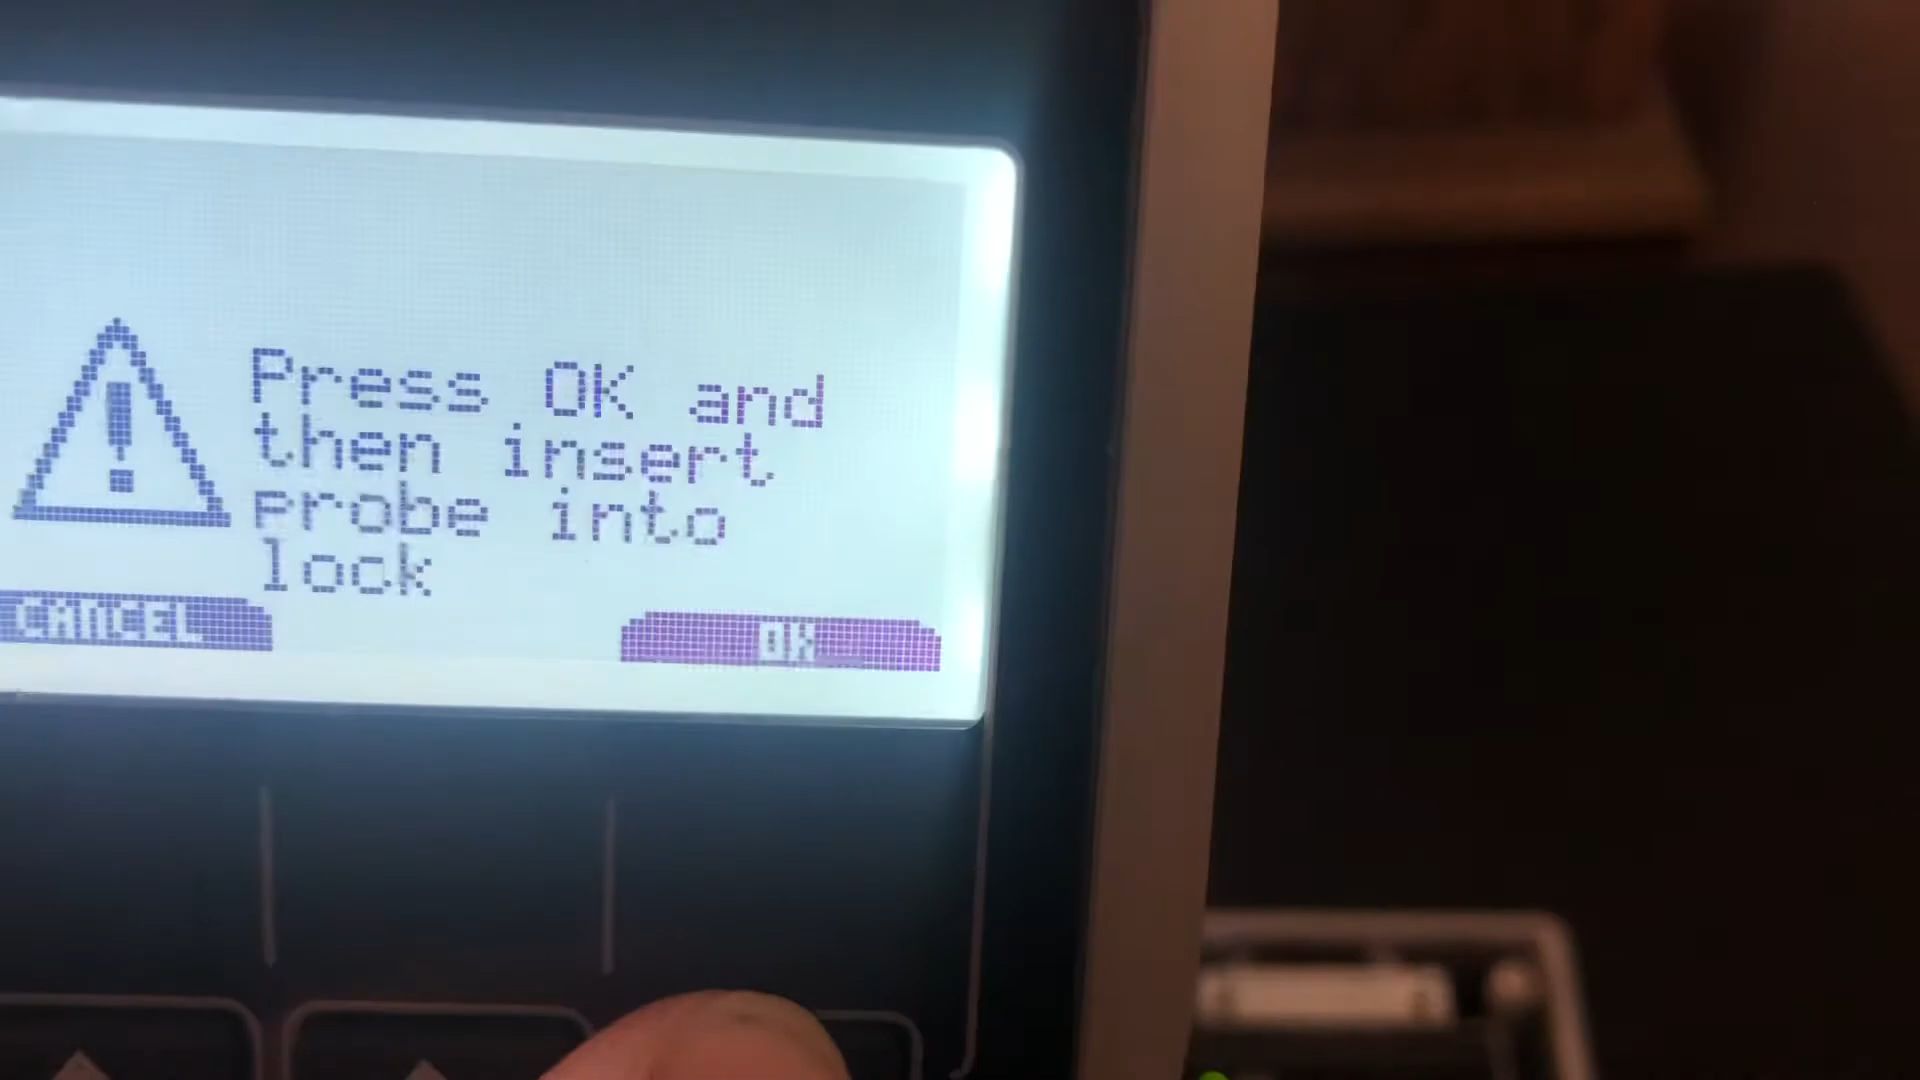 Press OK and
then insert
probe into
lock
CANCEL
OK